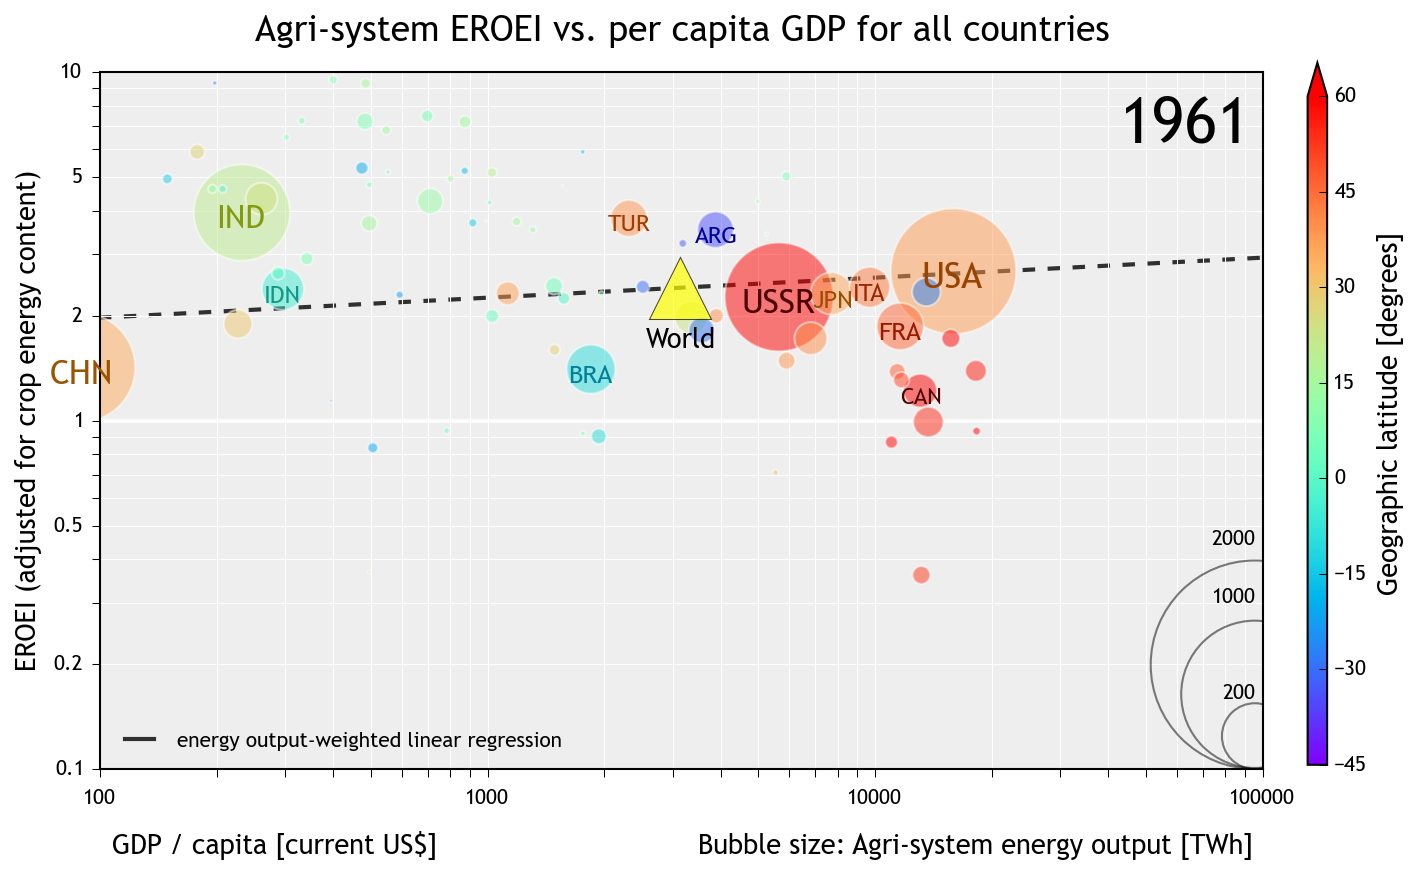 Agri-system EROEI vs. per capita GDP for all countries
1961
EROEI (adjusted for crop energy content)
10
5
2
1
0.5
0.2
0.1
IND
IDN
CHN
TUR
ARG
USSR
JPN
ITA
USA
World
FRA
BRA
CAN
2000
1000
200
energy output-weighted linear regression
100
1000
10000
100000
GDP / capita [current US$]
Bubble size: Agri-system energy output [TWh]
60
45
30
15
0
−15
−30
−45
Geographic latitude [degrees]